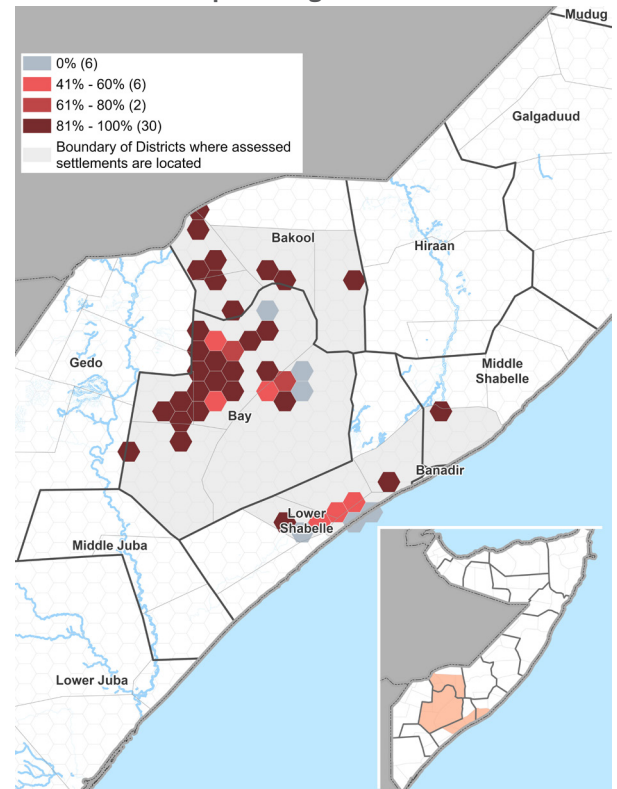 Mudug
0% (6)
41% - 60% (6)
61% - 80% (2)
81% - 100% (30)
Boundary of Districts where assessed
settlements are located
Galgaduud
Bakool
Hiraan
Gedo
Middle
Shabelle
Bay
Banadir
Lower
Shabelle
Middle Juba
Lower Juba